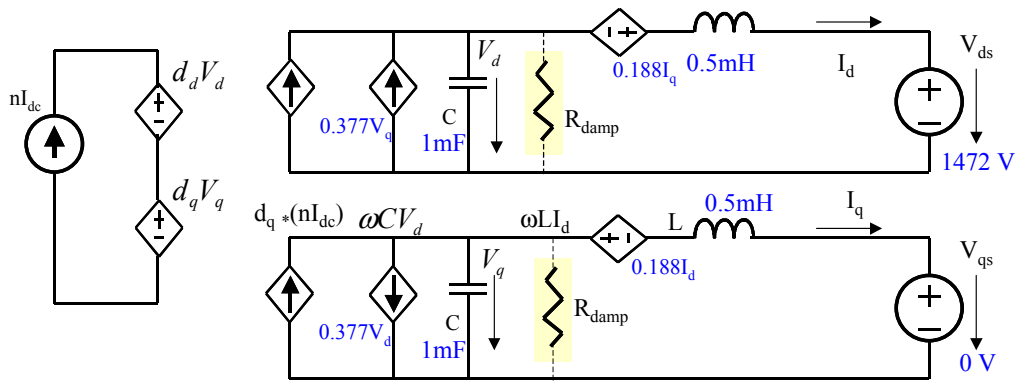 nI_dc
d_d V_d
d_q V_q
V_d
0.377V_q
C
1mF
R_damp
0.188I_q
0.5mH
I_d
V_ds
1472 V
d_q *(nI_dc)
ωCV_d
ωLI_d
L
0.5mH
I_q
V_q
0.377V_d
C
1mF
R_damp
0.188I_d
V_qs
0 V